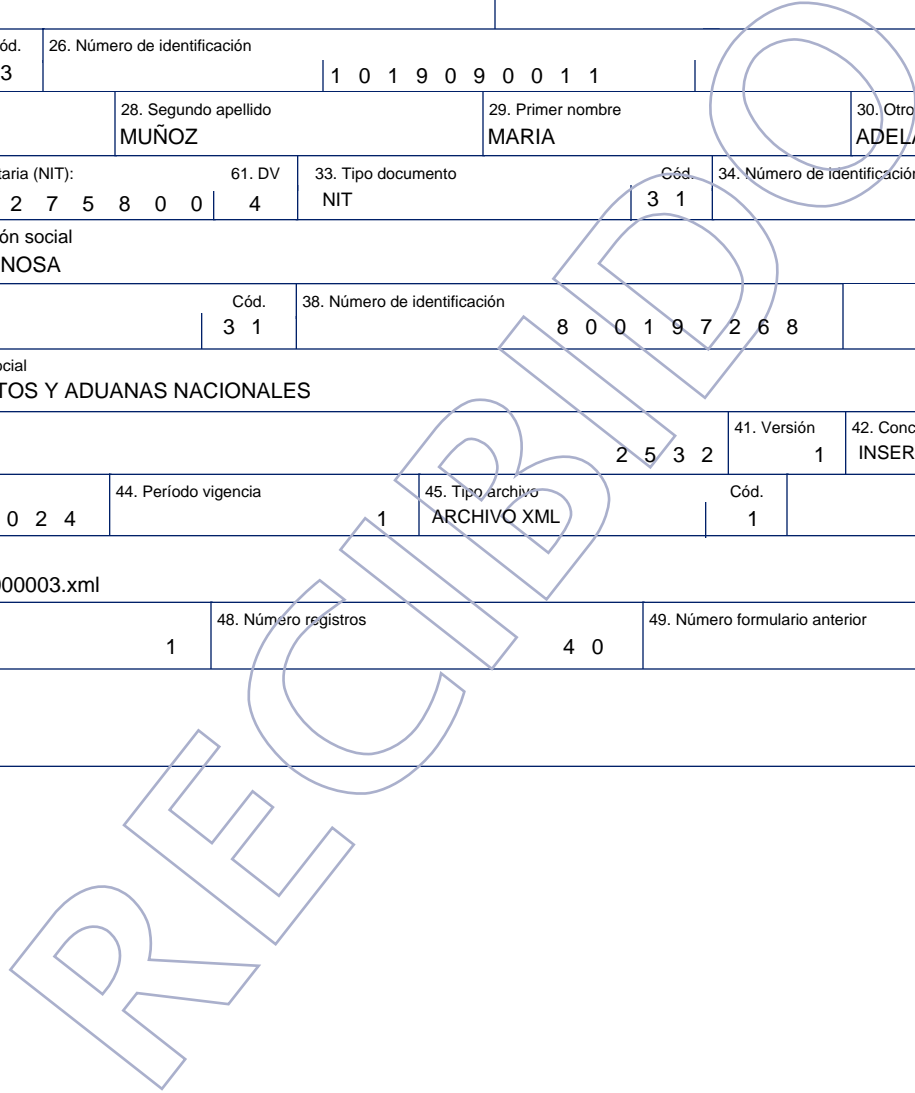 ód. 26. Número de identificación
3 1 0 1 9 0 9 0 0 1 1
28. Segundo apellido 29. Primer nombre 30. Otro
MUÑOZ MARIA ADELA
taria (NIT): 61. DV 33. Tipo documento Cód. 34. Número de identificación
2 7 5 8 0 0 4 NIT 3 1
ón social
NOSA
Cód. 38. Número de identificación
3 1 8 0 0 1 9 7 2 6 8
ocial
TOS Y ADUANAS NACIONALES
41. Versión 42. Conc
2 5 3 2 1 INSER
44. Período vigencia 45. Tipo archivo Cód.
0 2 4 1 ARCHIVO XML 1
000003.xml
48. Número registros 49. Número formulario anterior
1 4 0
RECIBIDO